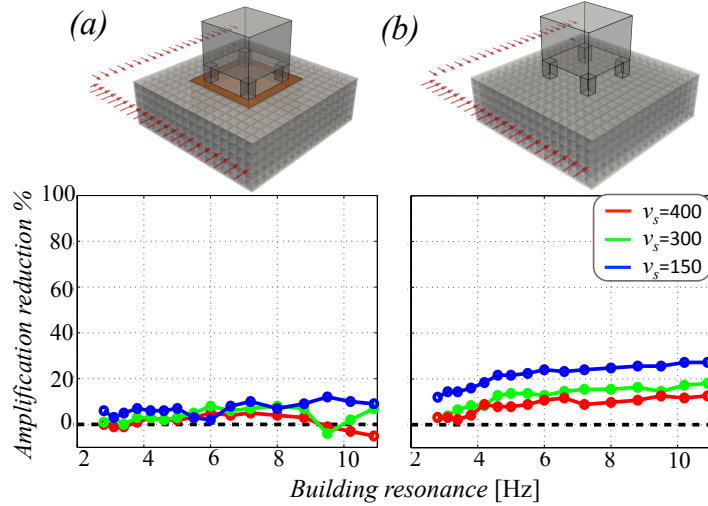 (a)
(b)
Amplification reduction %
100
80
60
40
20
0
2
4
6
8
10
2
4
6
8
10
v_s=400
v_s=300
v_s=150
Building resonance [Hz]